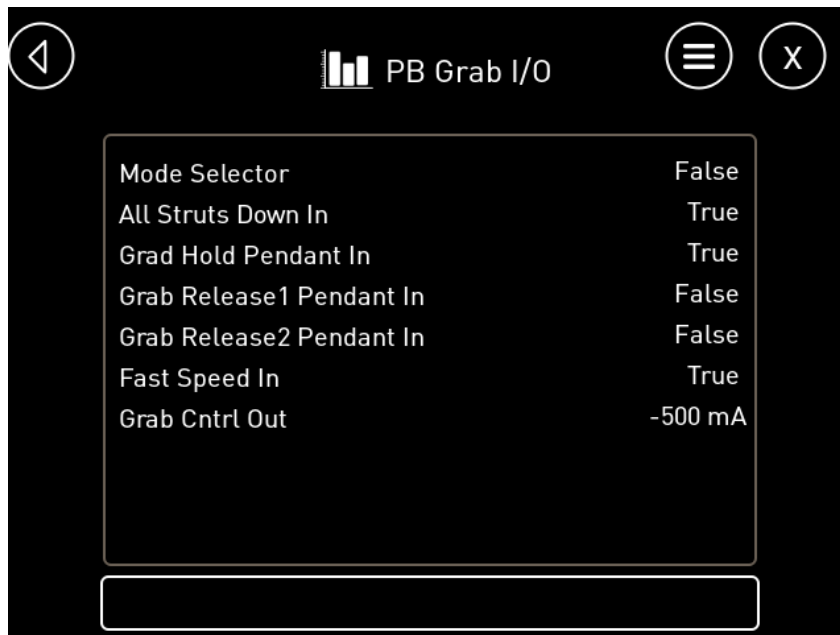 PB Grab I/O
X
Mode Selector False
All Struts Down In True
Grad Hold Pendant In True
Grab Release1 Pendant In False
Grab Release2 Pendant In False
Fast Speed In True
Grab Cntrl Out -500 mA